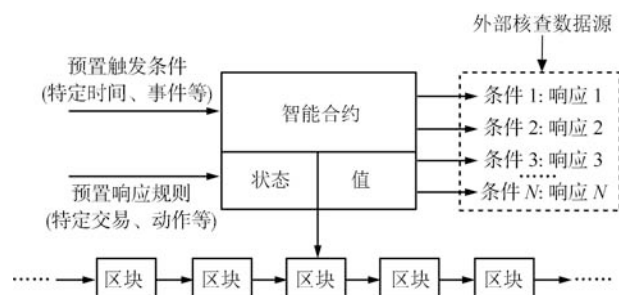 外部核查数据源
预置触发条件
(特定时间、事件等)
智能合约
状态
值
预置响应规则
(特定交易、动作等)
条件 1: 响应 1
条件 2: 响应 2
条件 3: 响应 3
……
条件 N: 响应 N
…… 区块 区块 区块 区块 区块 ……